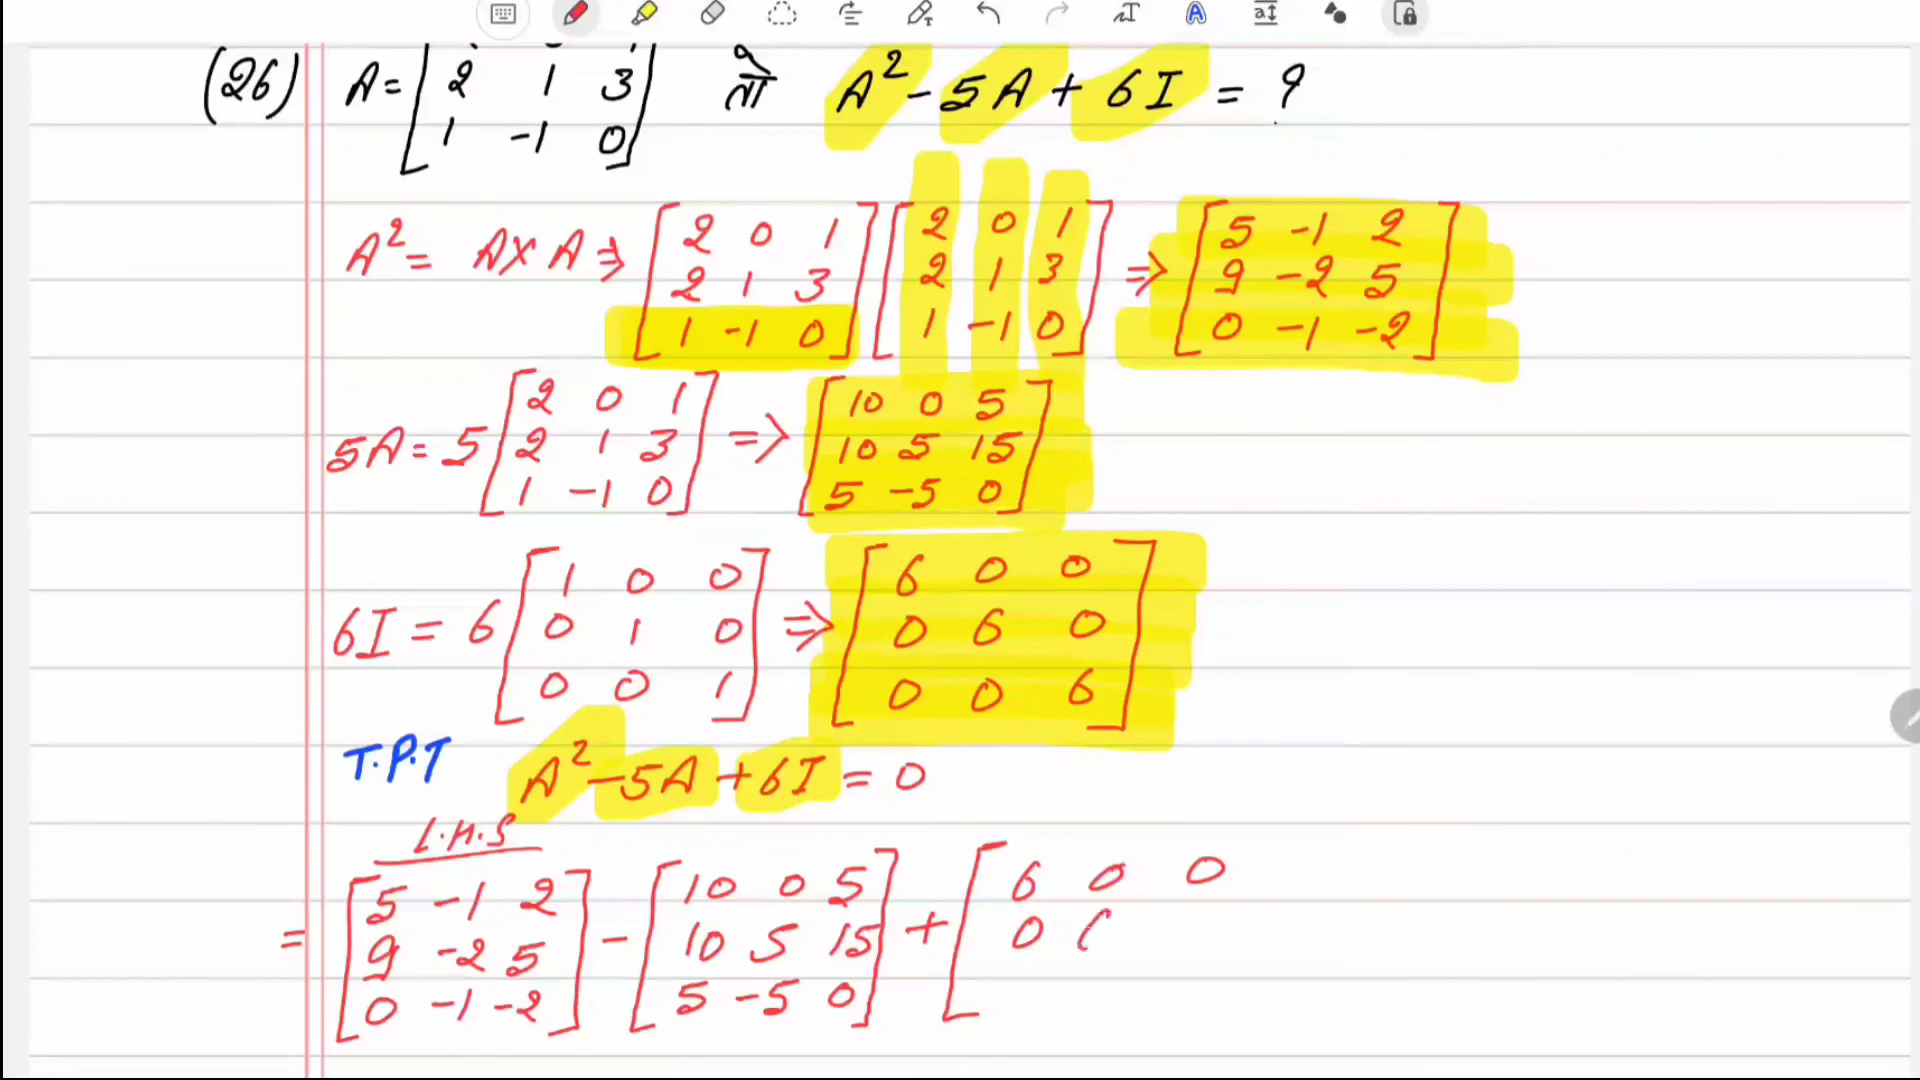 (26) A = [2 1 3 तो A² - 5A + 6I = ?
1 -1 0]
A² = A × A ⇒ [2 0 1 [2 0 1 ⇒ [5 -1 2
2 1 3 2 1 3 9 -2 5
1 -1 0] 1 -1 0] 0 -1 -2]
5A = 5 [2 0 1 ⇒ [10 0 5
2 1 3 10 5 15
1 -1 0] 5 -5 0]
6I = 6 [1 0 0 ⇒ [6 0 0
0 1 0 0 6 0
0 0 1] 0 0 6]
T.P.T A² - 5A + 6I = 0
L.H.S
= [5 -1 2 - [10 0 5 + [6 0 0
9 -2 5 10 5 15 0
0 -1 -2] 5 -5 0]